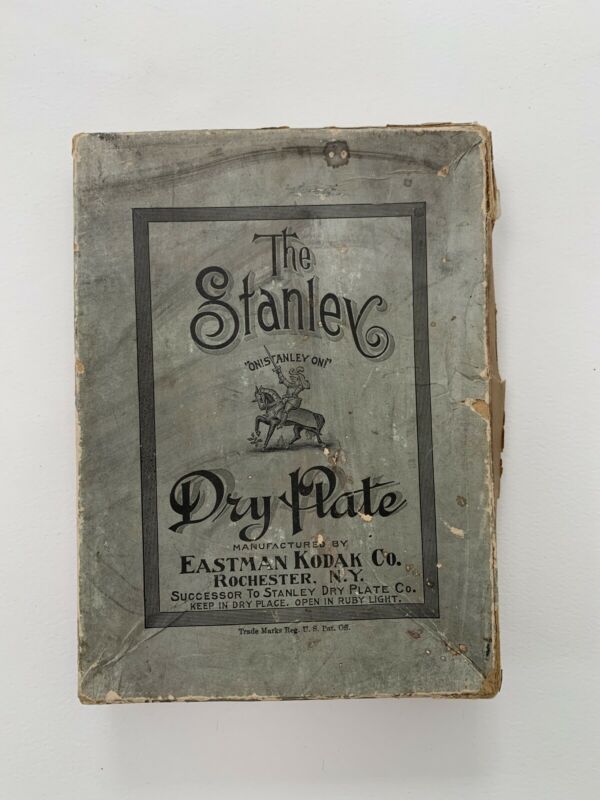 The
Stanley
"ON! STANLEY ON!"
Dry Plate
MANUFACTURED BY
EASTMAN KODAK CO.
ROCHESTER, N.Y.
SUCCESSOR TO STANLEY DRY PLATE CO.
KEEP IN DRY PLACE. OPEN IN RUBY LIGHT.
Trade Marks Reg. U. S. Pat. Off.